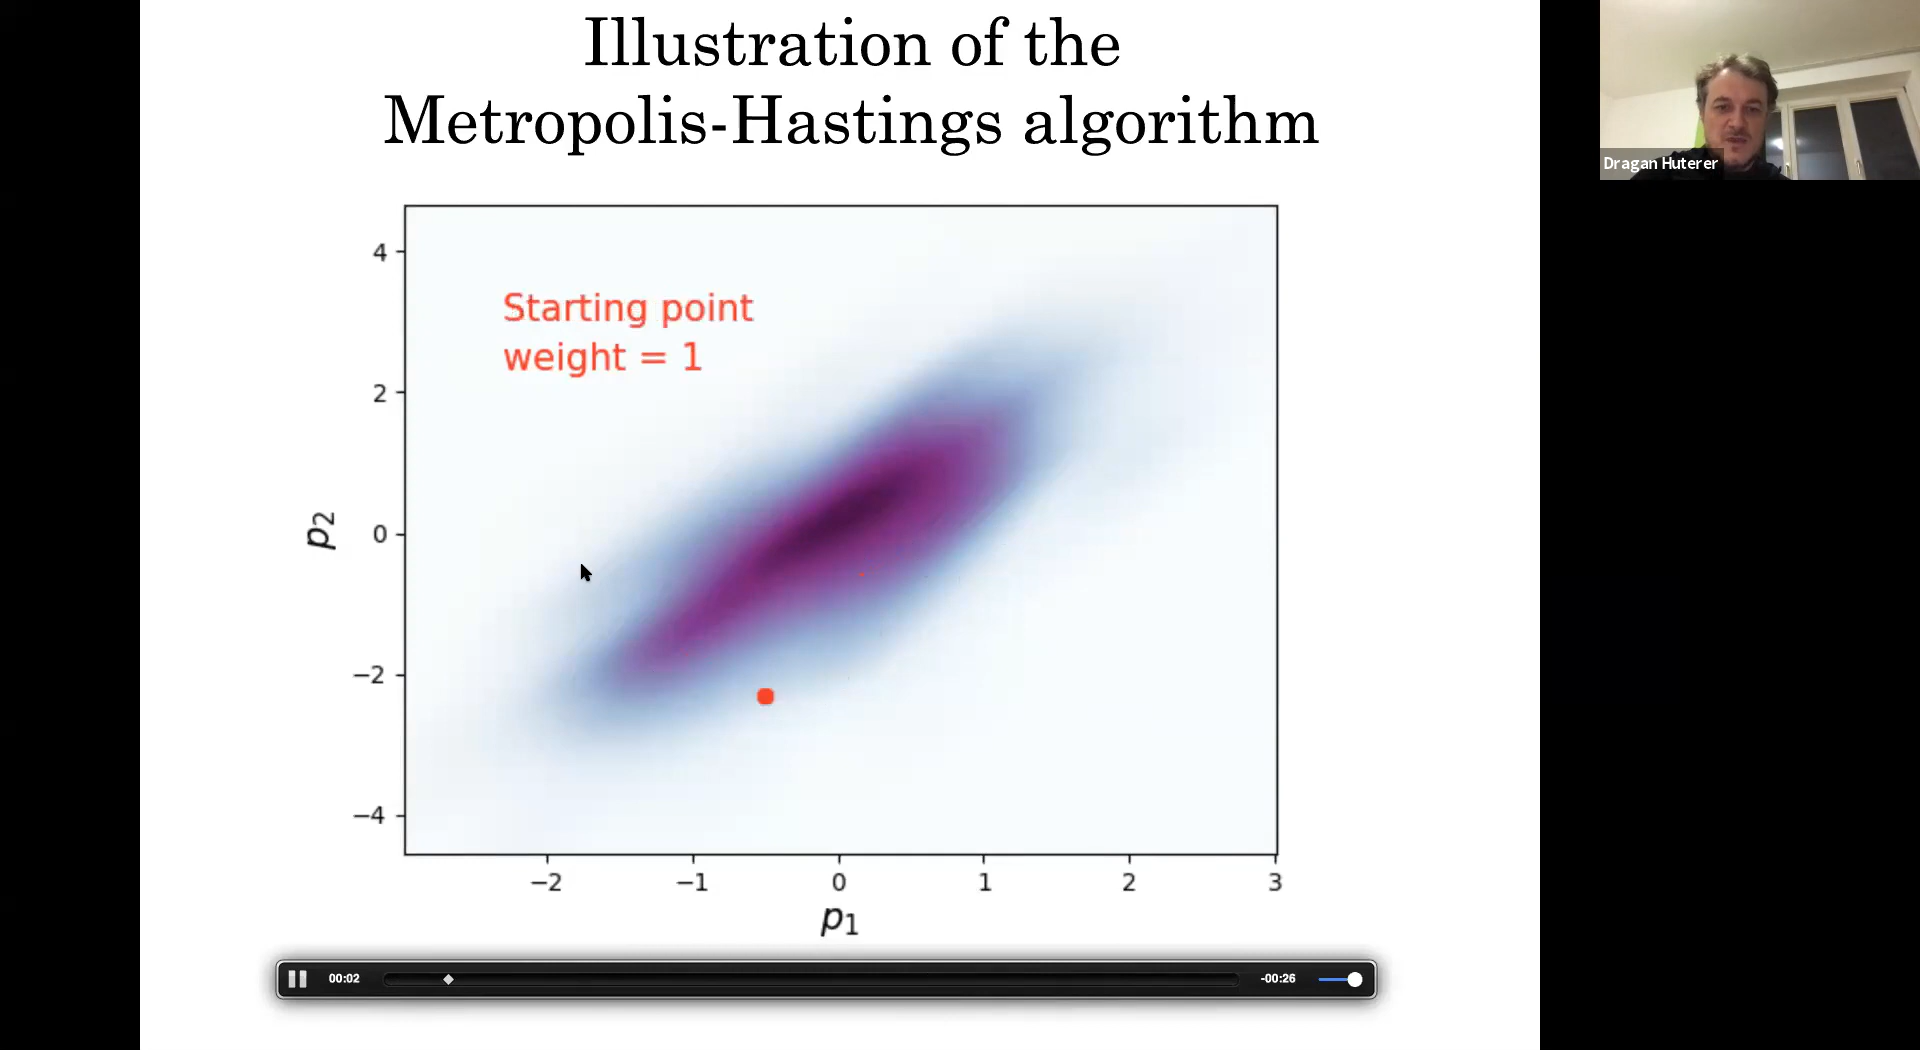 Illustration of the
Metropolis-Hastings algorithm
Dragan Huterer
Starting point
weight = 1
4
2
0
−2
−4
p2
−2 −1 0 1 2 3
p1
00:02 -00:26